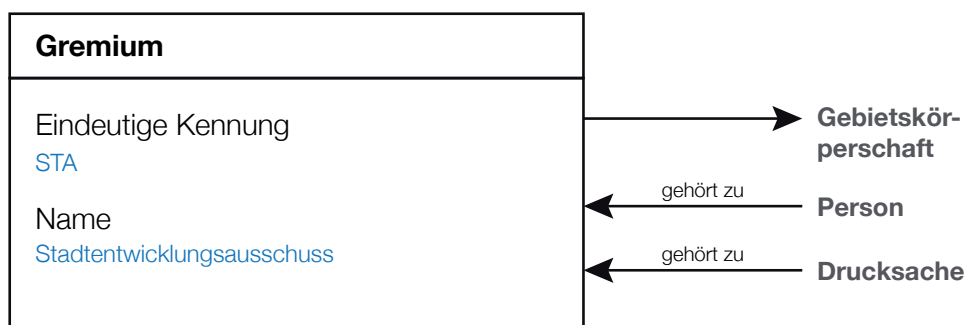 Gremium
Eindeutige Kennung
STA
Name
Stadtentwicklungsausschuss
Gebietskör-
perschaft
gehört zu
Person
gehört zu
Drucksache